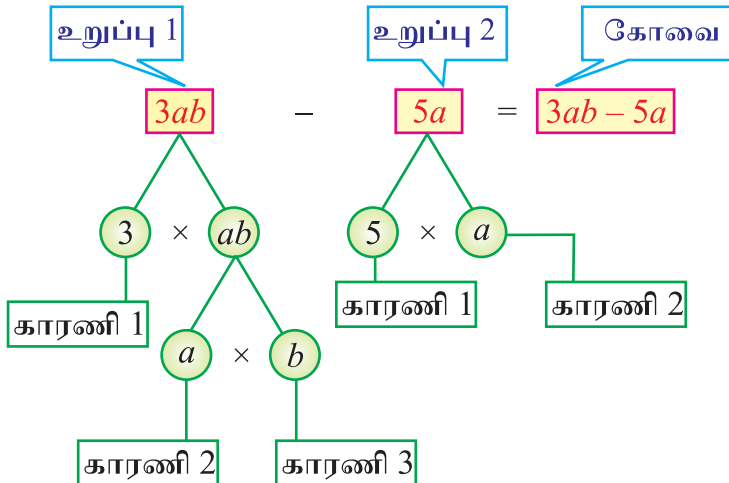 உறுப்பு 1 உறுப்பு 2 கோவை
3ab – 5a = 3ab – 5a
3 × ab 5 × a
காரணி 1 காரணி 2
காரணி 1
a × b
காரணி 2 காரணி 3